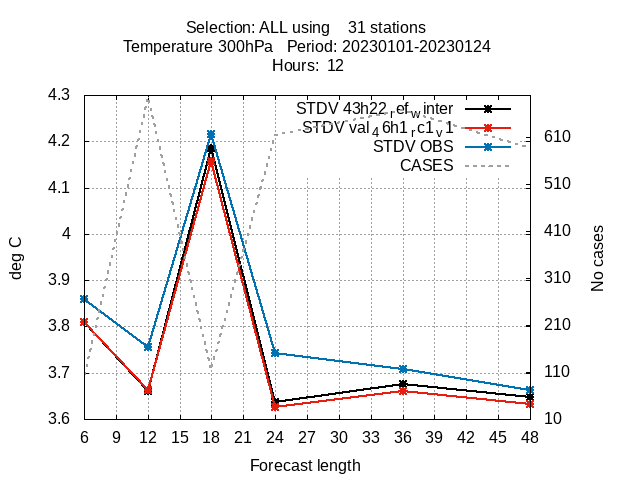 Selection: ALL using 31 stations
Temperature 300hPa Period: 20230101-20230124
Hours: 12
4.3
4.2
4.1
4
3.9
3.8
3.7
3.6
deg C
STDV 43h22_ref_winter
STDV val_46h1_rc1_v1
STDV OBS
CASES
610
510
410
310
210
110
10
No cases
6 9 12 15 18 21 24 27 30 33 36 39 42 45 48
Forecast length